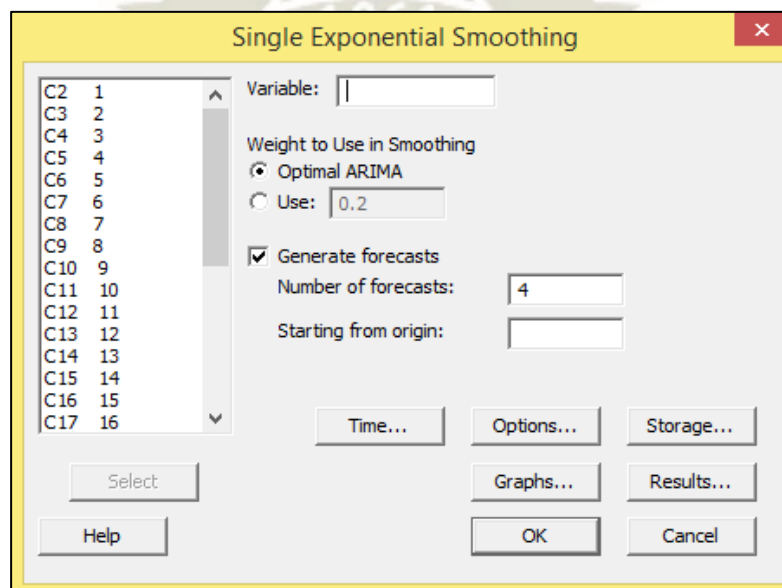 Single Exponential Smoothing
C2 1
C3 2
C4 3
C5 4
C6 5
C7 6
C8 7
C9 8
C10 9
C11 10
C12 11
C13 12
C14 13
C15 14
C16 15
C17 16
Variable:
Weight to Use in Smoothing
Optimal ARIMA
Use: 0.2
Generate forecasts
Number of forecasts: 4
Starting from origin:
Time... Options... Storage...
Select Graphs... Results...
Help OK Cancel